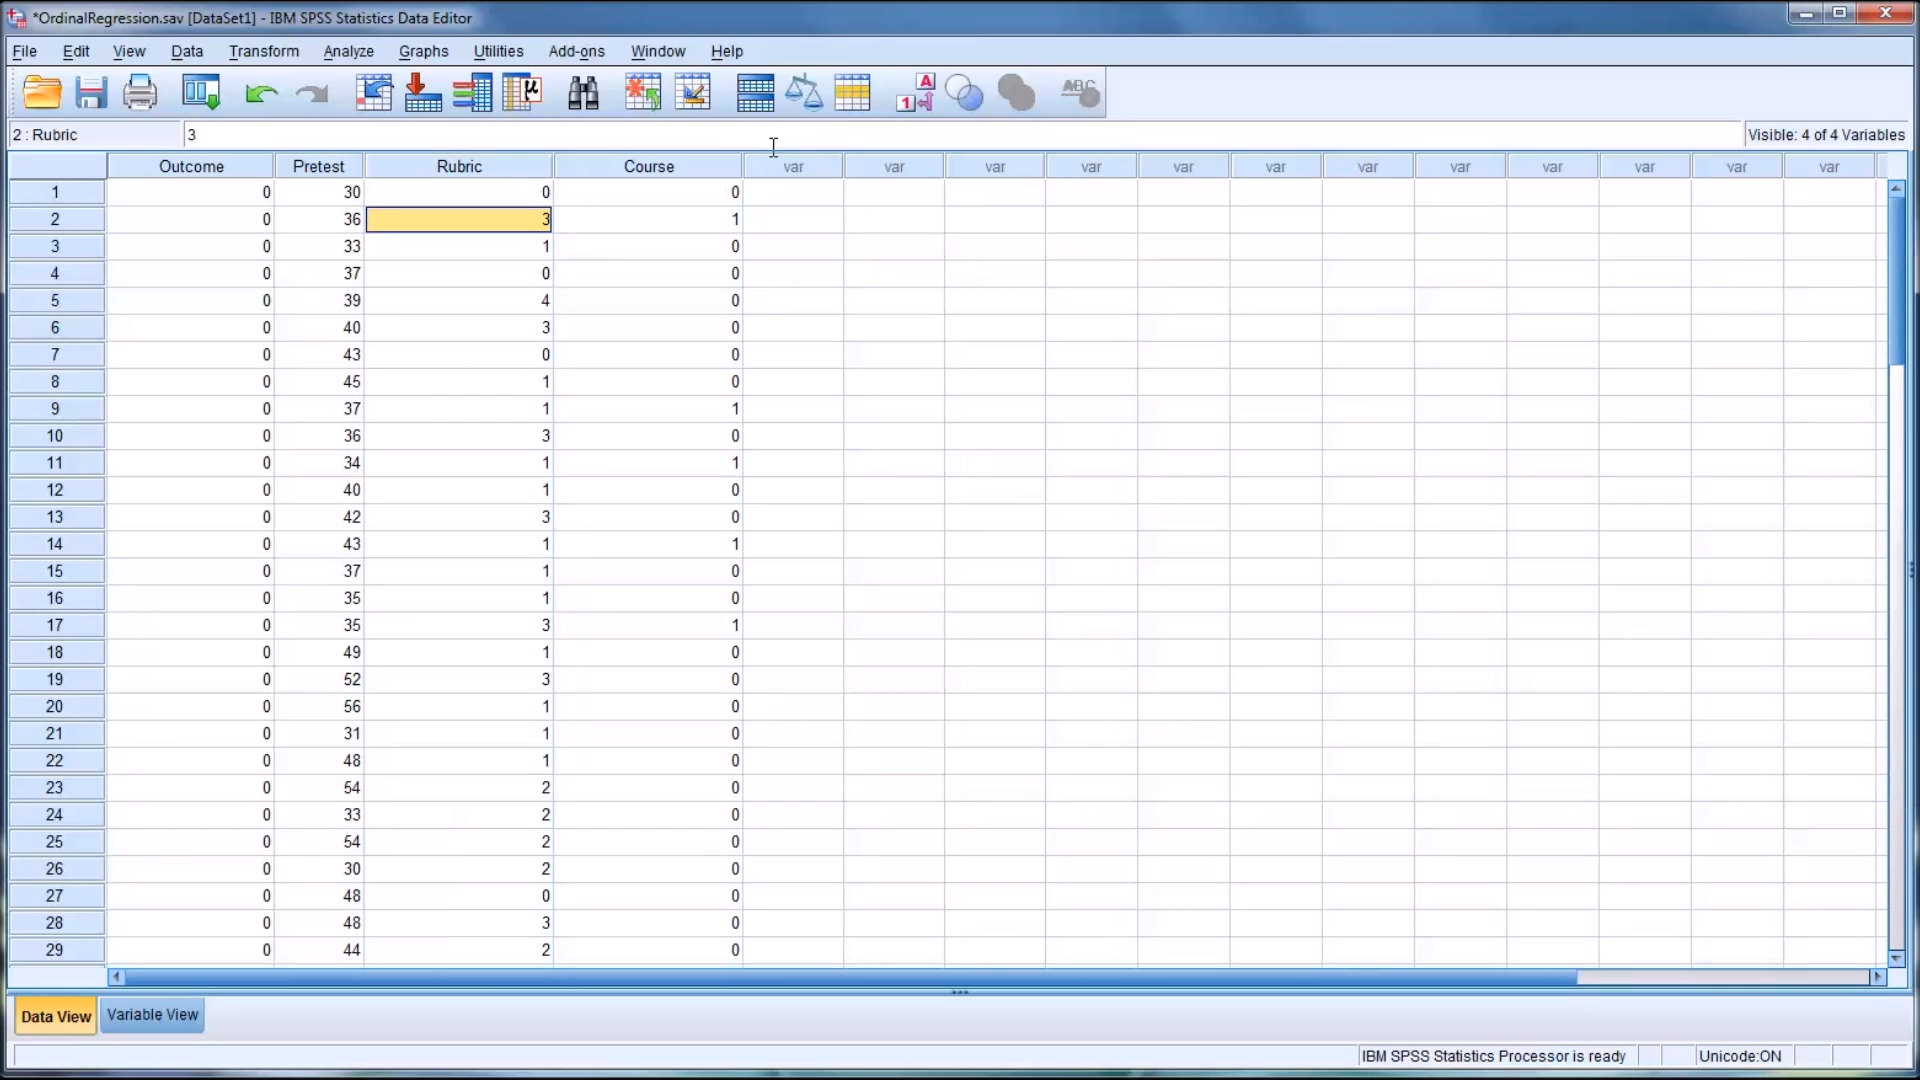 *OrdinalRegression.sav [DataSet1] - IBM SPSS Statistics Data Editor
File Edit View Data Transform Analyze Graphs Utilities Add-ons Window Help
1 A ABC
2 : Rubric 3 Visible: 4 of 4 Variables
Outcome Pretest Rubric Course var var var var var var var var var var var var
1 0 30 0 0
2 0 36 3 1
3 0 33 1 0
4 0 37 0 0
5 0 39 4 0
6 0 40 3 0
7 0 43 0 0
8 0 45 1 0
9 0 37 1 1
10 0 36 3 0
11 0 34 1 1
12 0 40 1 0
13 0 42 3 0
14 0 43 1 1
15 0 37 1 0
16 0 35 1 0
17 0 35 3 1
18 0 49 1 0
19 0 52 3 0
20 0 56 1 0
21 0 31 1 0
22 0 48 1 0
23 0 54 2 0
24 0 33 2 0
25 0 54 2 0
26 0 30 2 0
27 0 48 0 0
28 0 48 3 0
29 0 44 2 0
Data View Variable View
IBM SPSS Statistics Processor is ready Unicode:ON